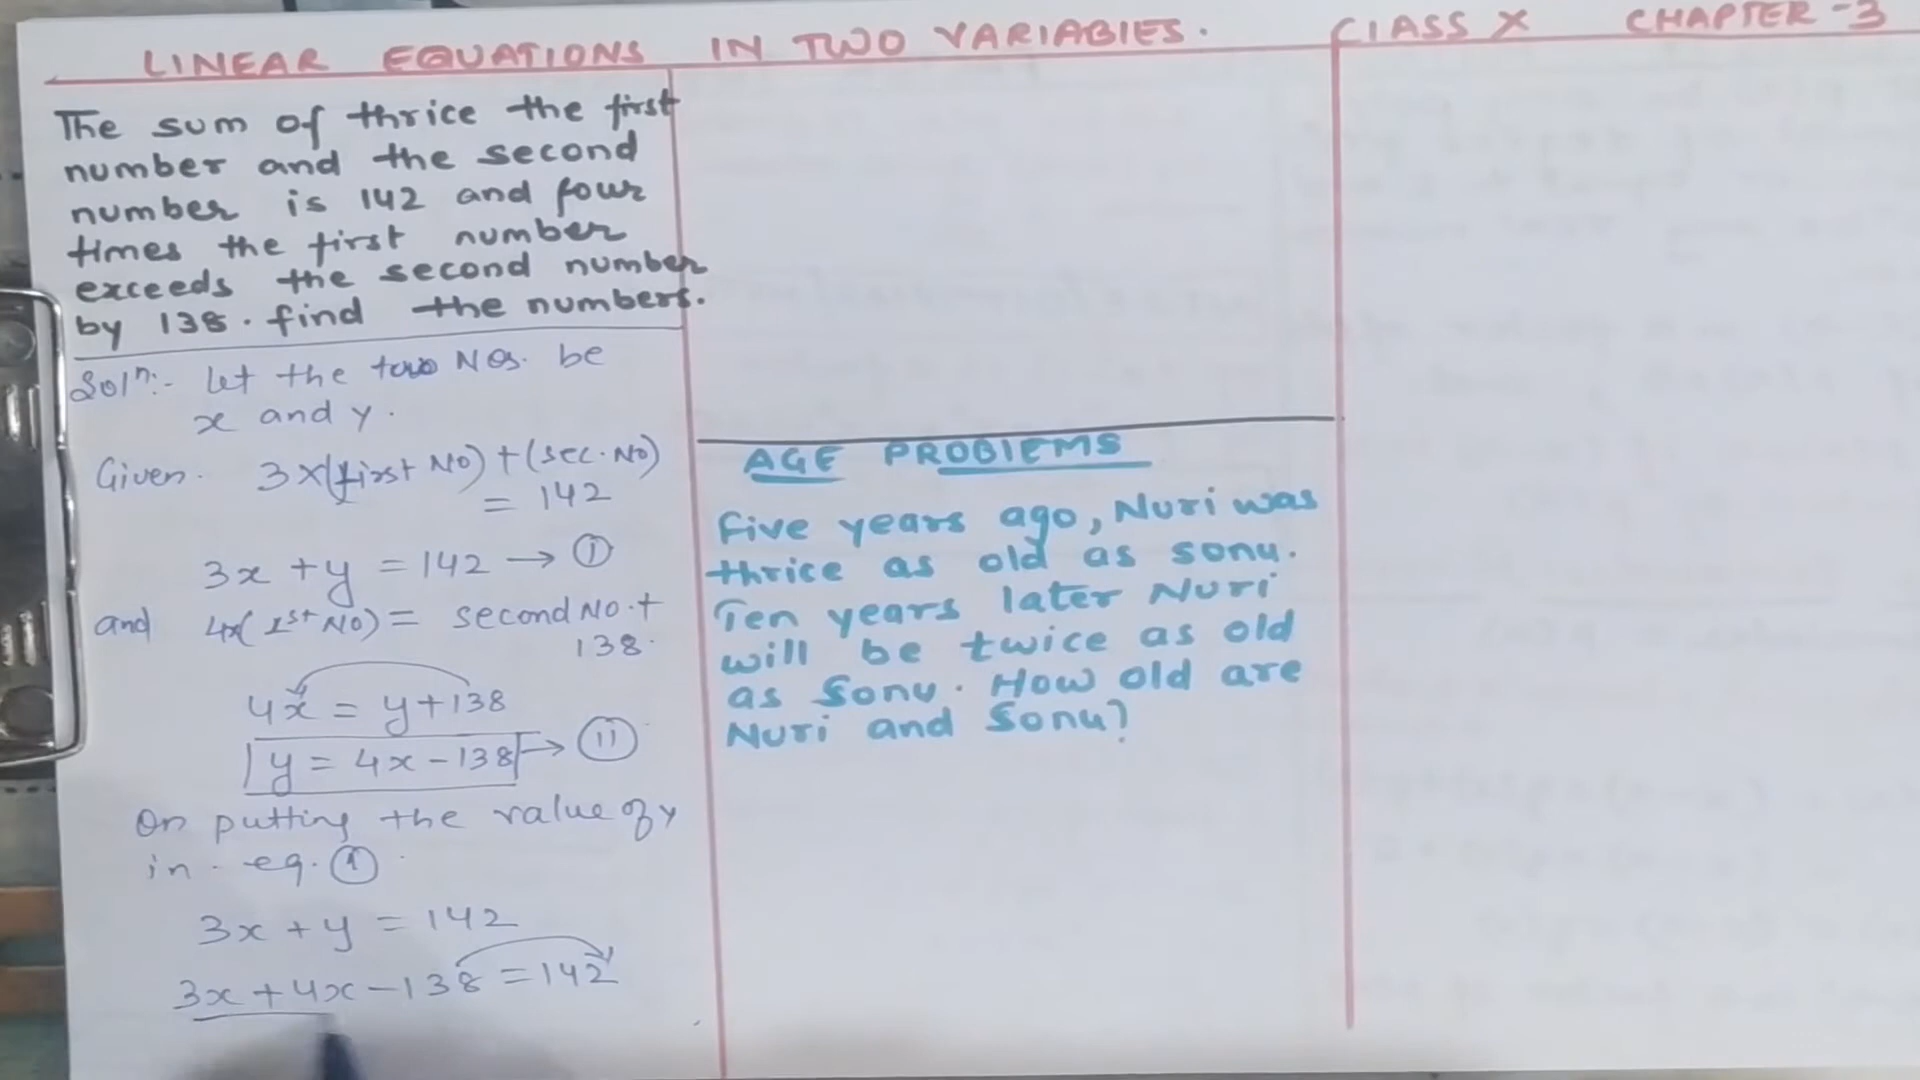 LINEAR EQUATIONS IN TWO VARIABIES. CIASS X CHAPTER-3
The sum of thrice the first
number and the second
number is 142 and four
times the first number
exceeds the second number
by 138. find the numbers.
Solⁿ:- Let the two NOs. be
x and y.
Given. 3×(first NO)+(sec.NO)
= 142
3x + y = 142 → (I)
and 4x(1st NO) = second NO.+
138.
4x = y+138
y = 4x-138 → (II)
On putting the value of y
in eq. (1)
3x + y = 142
3x + 4x - 138 = 142
AGE PROBIEMS
Five years ago, Nuri was
thrice as old as sonu.
Ten years later Nuri
will be twice as old
as Sonu. How old are
Nuri and Sonu?